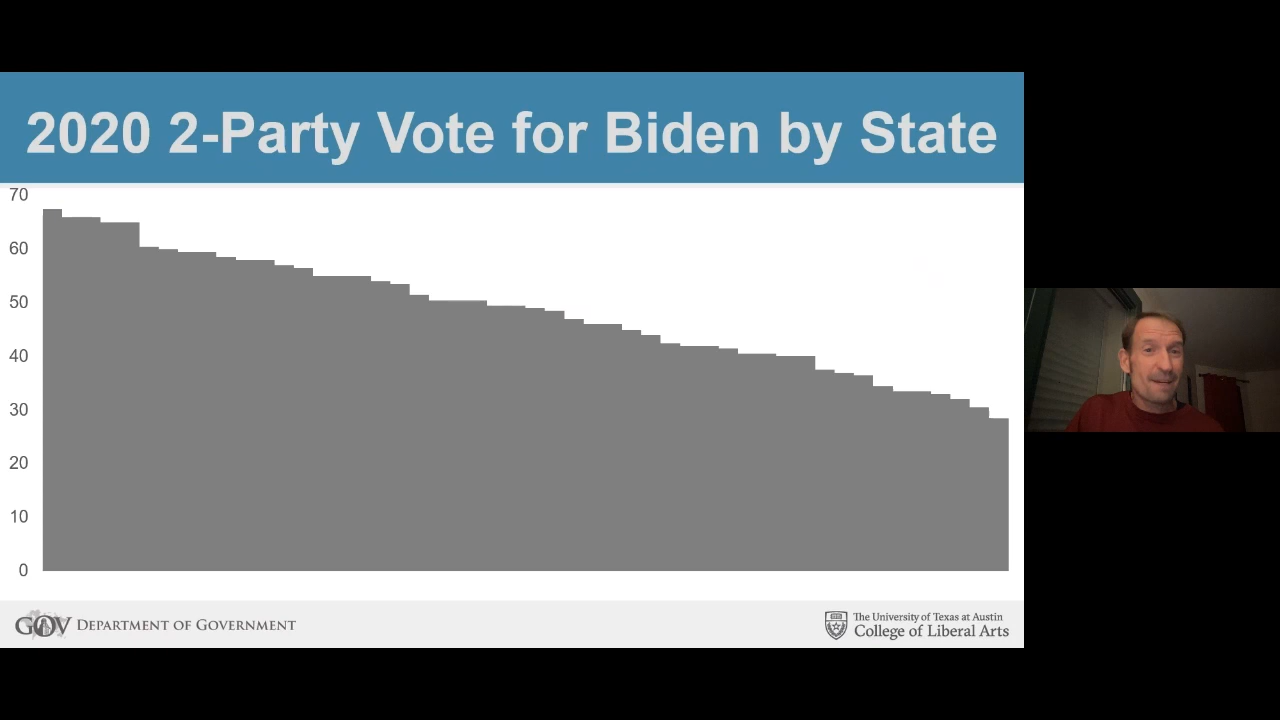 2020 2-Party Vote for Biden by State
70
60
50
40
30
20
10
0
GOV DEPARTMENT OF GOVERNMENT
The University of Texas at Austin
College of Liberal Arts